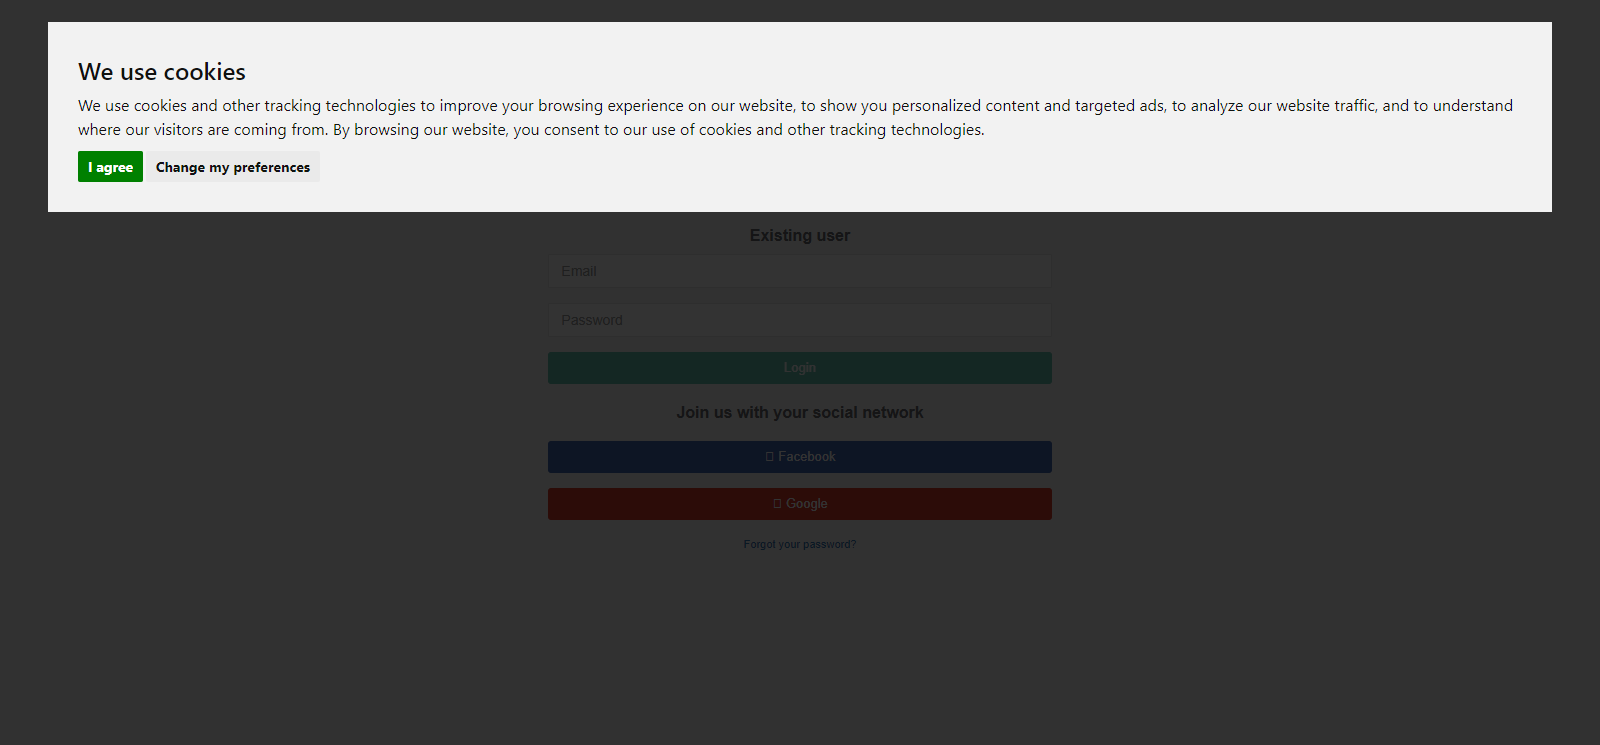 We use cookies
We use cookies and other tracking technologies to improve your browsing experience on our website, to show you personalized content and targeted ads, to analyze our website traffic, and to understand
where our visitors are coming from. By browsing our website, you consent to our use of cookies and other tracking technologies.
I agree Change my preferences
Existing user
Email
Password
Login
Join us with your social network
Facebook
Google
Forgot your password?